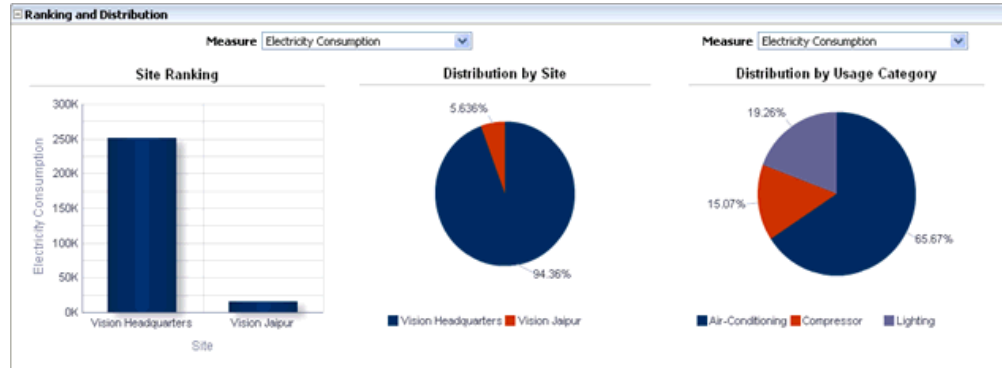 Ranking and Distribution
Measure Electricity Consumption
Measure Electricity Consumption
Site Ranking
Distribution by Site
Distribution by Usage Category
300K
250K
200K
150K
100K
50K
0K
Electricity Consumption
Vision Headquarters
Vision Jaipur
Site
5.636%
94.36%
Vision Headquarters Vision Jaipur
19.26%
15.07%
65.67%
Air-Conditioning Compressor Lighting